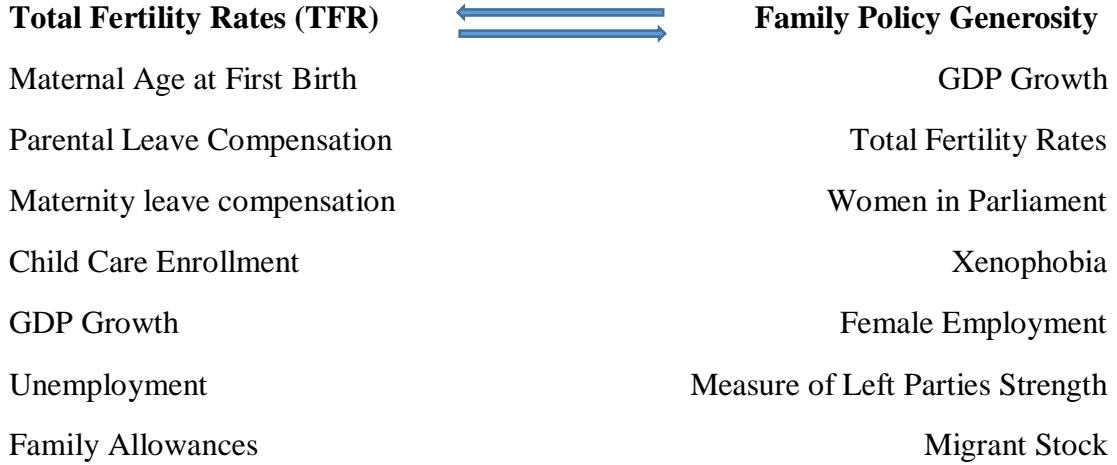 Total Fertility Rates (TFR) Family Policy Generosity
Maternal Age at First Birth GDP Growth
Parental Leave Compensation Total Fertility Rates
Maternity leave compensation Women in Parliament
Child Care Enrollment Xenophobia
GDP Growth Female Employment
Unemployment Measure of Left Parties Strength
Family Allowances Migrant Stock